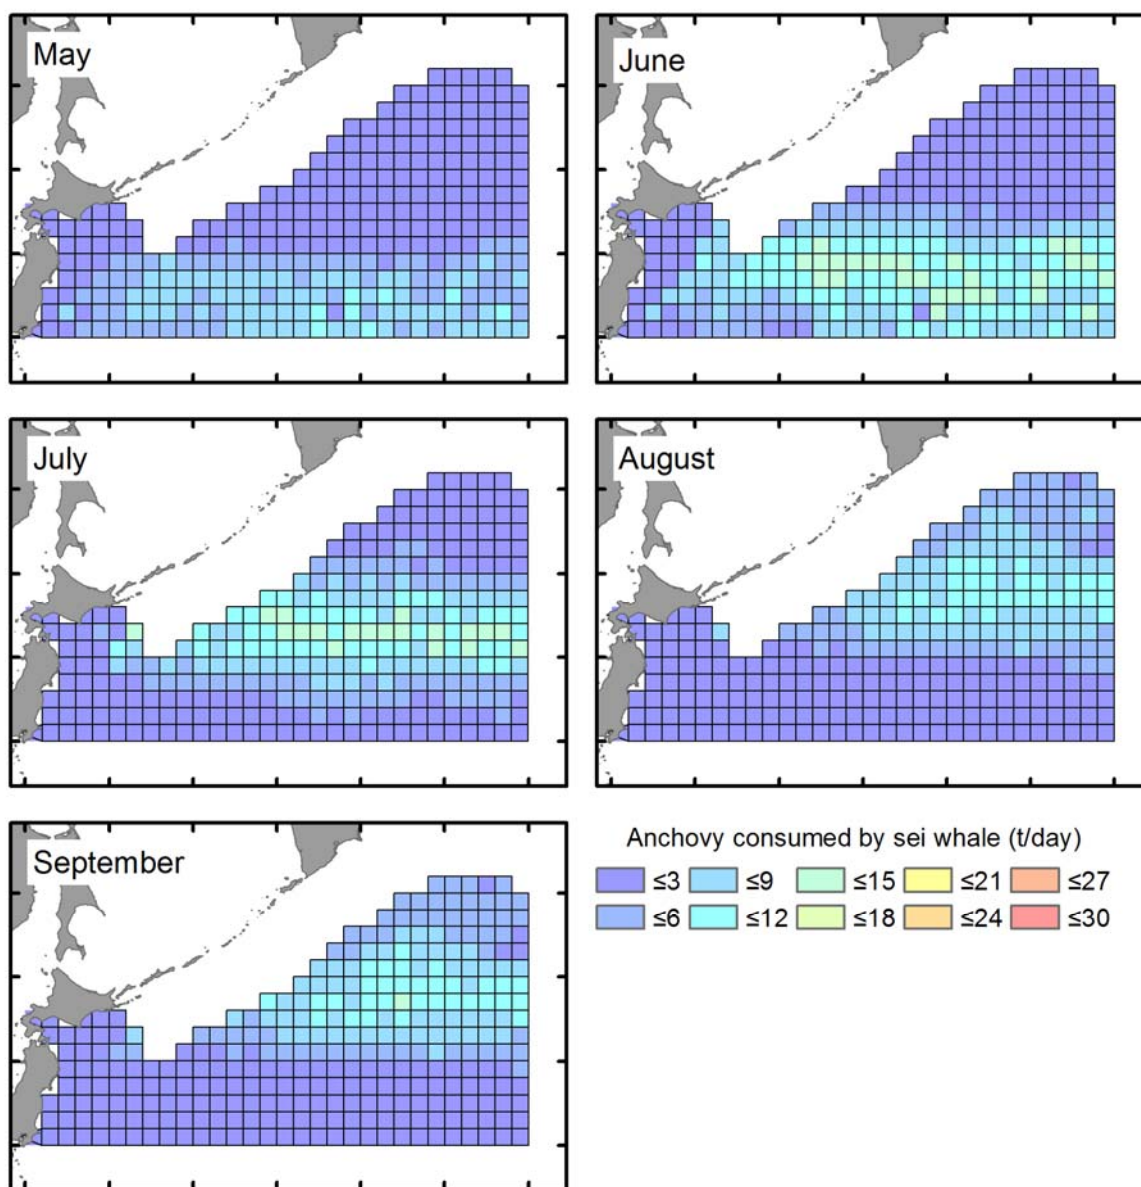 May
June
July
August
September
Anchovy consumed by sei whale (t/day)
≤3 ≤9 ≤15 ≤21 ≤27
≤6 ≤12 ≤18 ≤24 ≤30